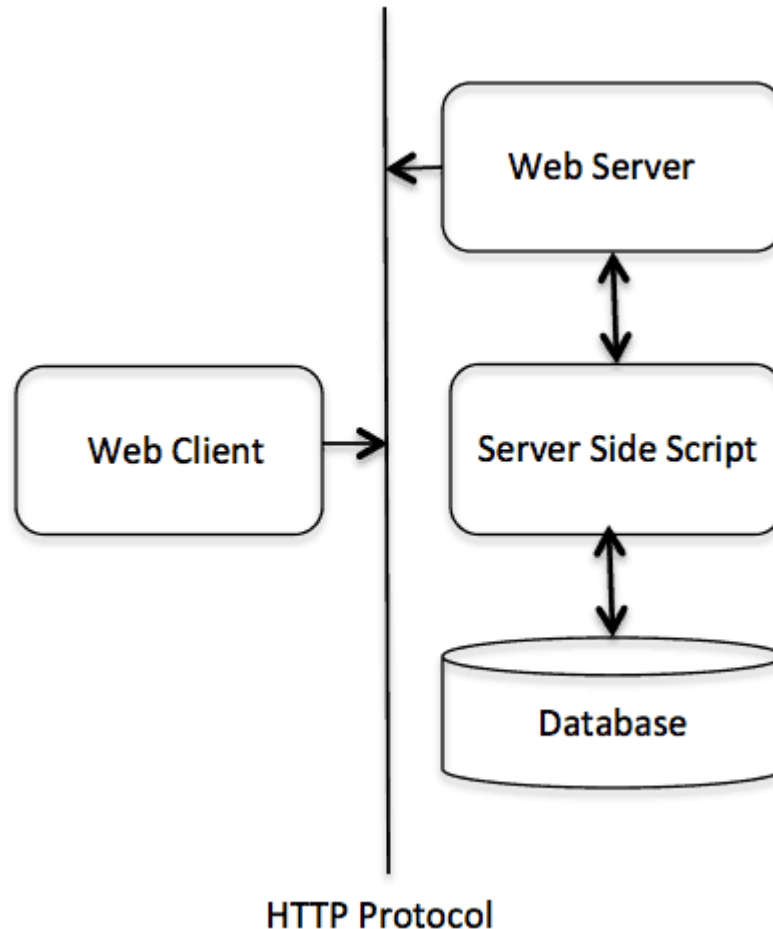 Web Server
Web Client
Server Side Script
Database
HTTP Protocol